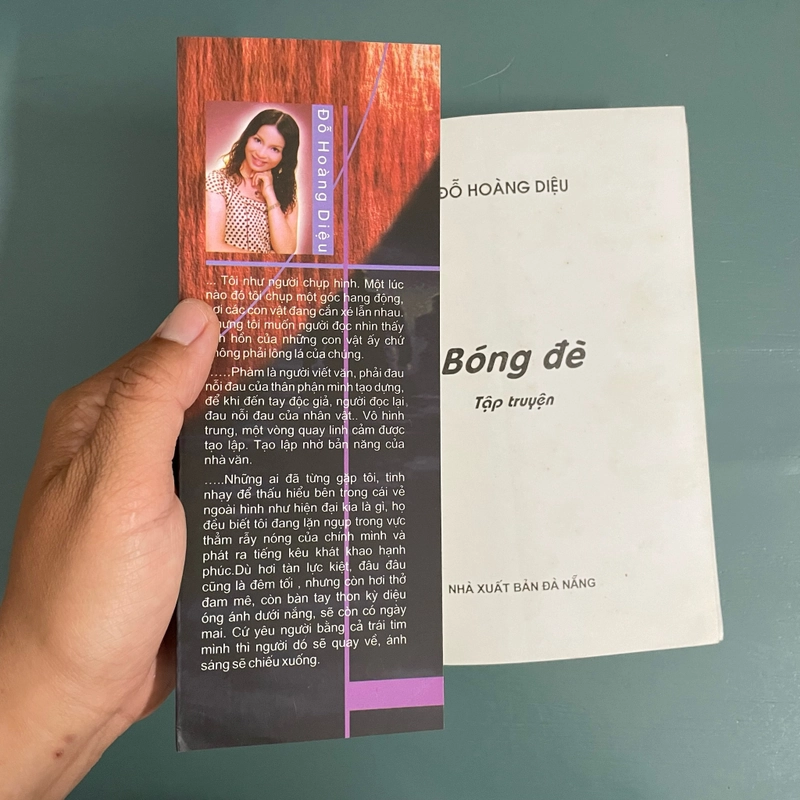 Đỗ Hoàng Diệu
... Tôi như người chụp hình. Một lúc
nào đó tôi chụp một góc hang động,
các con vật đang cắn xé lẫn nhau.
tôi muốn người đọc nhìn thấy
hồn của những con vật ấy chứ
không phải lông lá của chúng.
.....Phàm là người viết văn, phải đau
nỗi đau của thân phận mình tạo dựng,
để khi đến tay độc giả, người đọc lại
đau nỗi đau của nhân vật.. Vô hình
trung, một vòng quay linh cảm được
tạo lập. Tạo lập nhờ bản năng của
nhà văn.
.....Những ai đã từng gặp tôi, tinh
nhạy để thấu hiểu bên trong cái vẻ
ngoài hình như hiện đại kia là gì, họ
đều biết tôi đang lặn ngụp trong vực
thẳm rẫy nóng của chính mình và
phát ra tiếng kêu khát khao hạnh
phúc.Dù hơi tàn lực kiệt, đâu đâu
cũng là đêm tối , nhưng còn hơi thở
đam mê, còn bàn tay thon kỳ diệu
óng ánh dưới nắng, sẽ còn có ngày
mai. Cứ yêu người bằng cả trái tim
mình thì người dó sẽ quay về, ánh
sáng sẽ chiếu xuống.
ĐỖ HOÀNG DIỆU
Bóng đè
Tập truyện
NHÀ XUẤT BẢN ĐÀ NẴNG